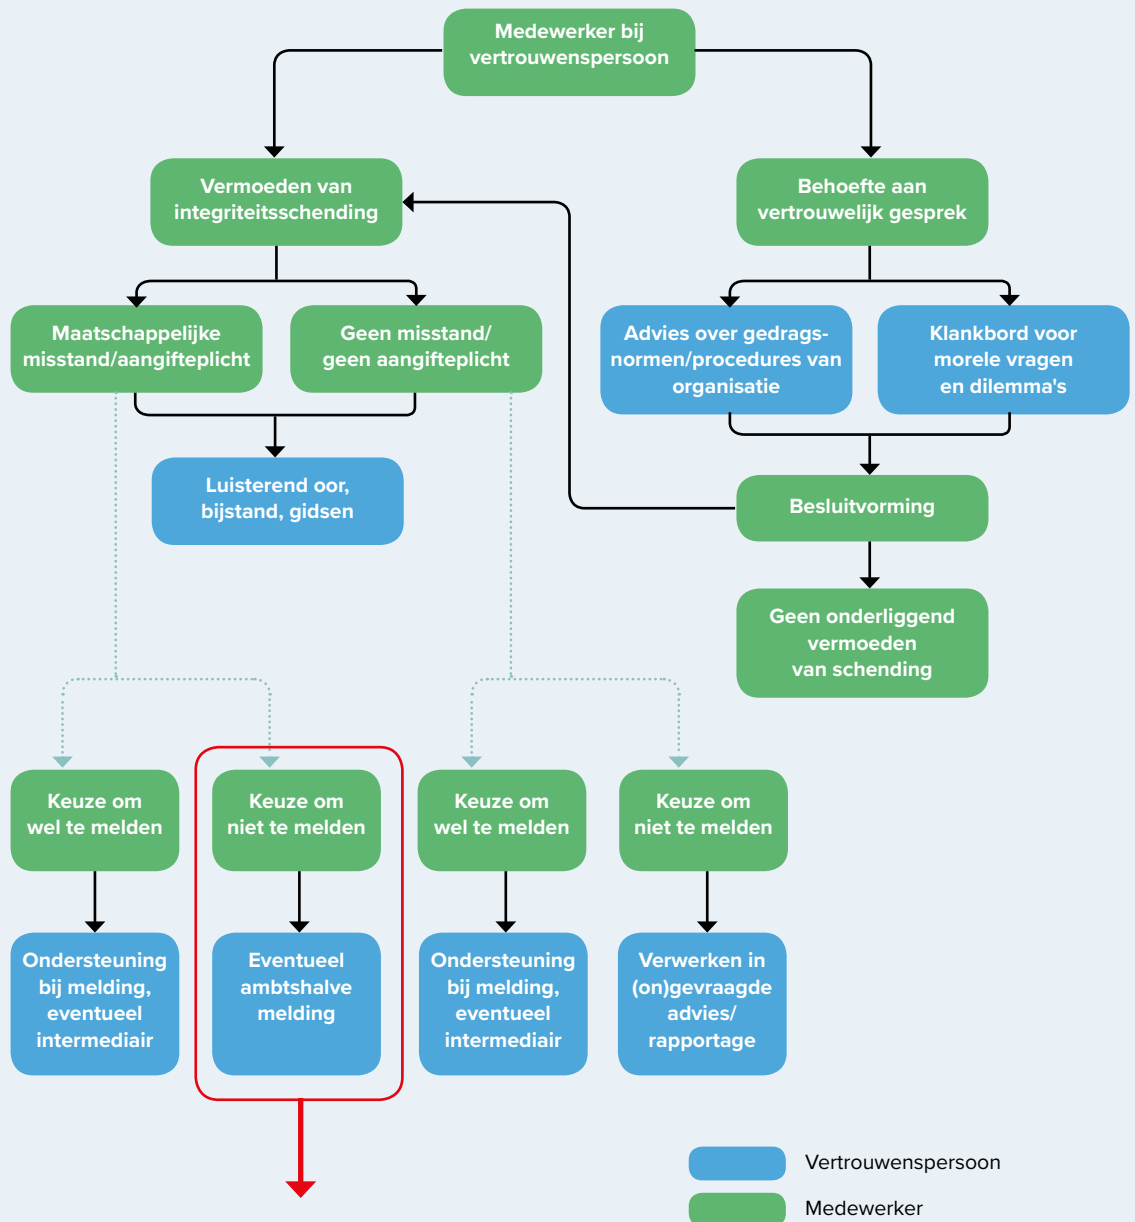 Medewerker bij
vertrouwenspersoon
Vermoeden van
integriteitsschending
Behoefte aan
vertrouwelijk gesprek
Maatschappelijke
misstand/aangifteplicht
Geen misstand/
geen aangifteplicht
Advies over gedrags-
normen/procedures van
organisatie
Klankbord voor
morele vragen
en dilemma's
Luisterend oor,
bijstand, gidsen
Besluitvorming
Geen onderliggend
vermoeden
van schending
Keuze om
wel te melden
Keuze om
niet te melden
Keuze om
wel te melden
Keuze om
niet te melden
Ondersteuning
bij melding,
eventueel
intermediair
Eventueel
ambtshalve
melding
Ondersteuning
bij melding,
eventueel
intermediair
Verwerken in
(on)gevraagde
advies/
rapportage
Vertrouwenspersoon
Medewerker